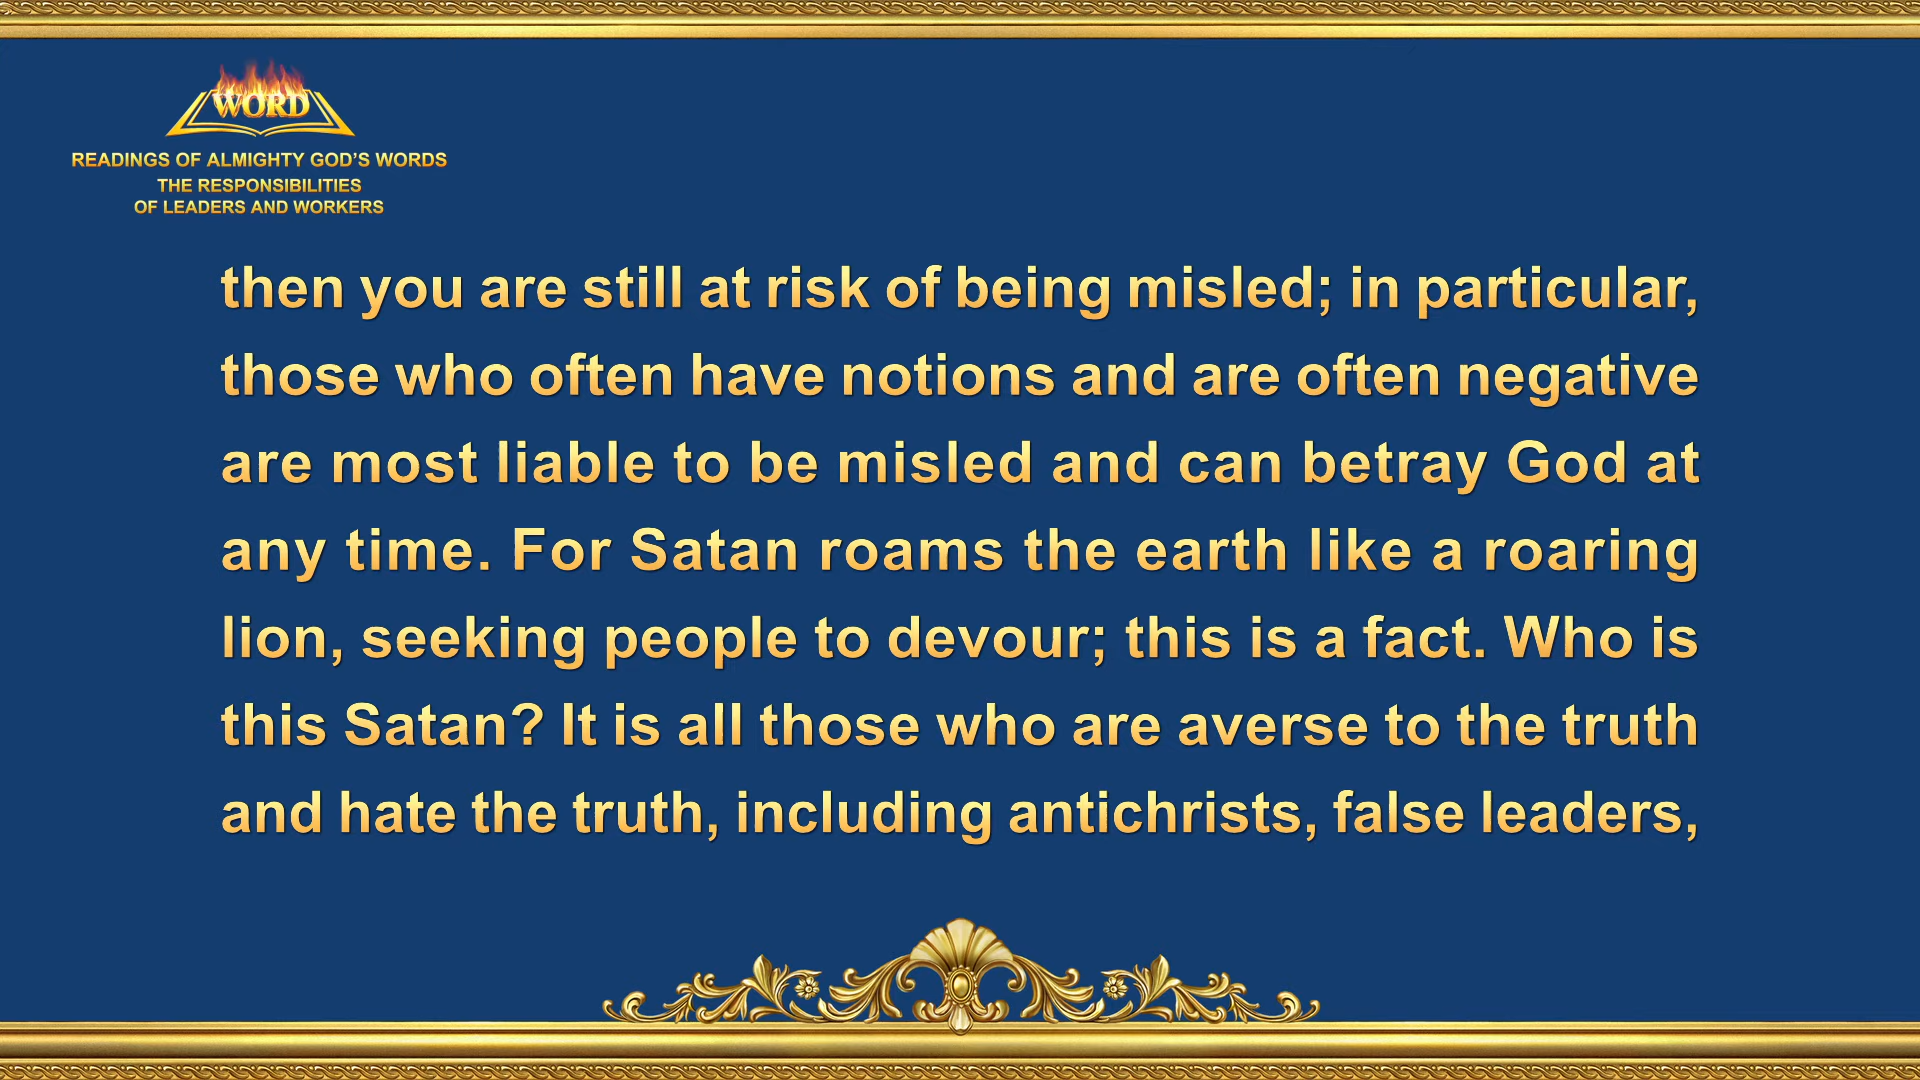 WORD
READINGS OF ALMIGHTY GOD’S WORDS
THE RESPONSIBILITIES
OF LEADERS AND WORKERS
then you are still at risk of being misled; in particular,
those who often have notions and are often negative
are most liable to be misled and can betray God at
any time. For Satan roams the earth like a roaring
lion, seeking people to devour; this is a fact. Who is
this Satan? It is all those who are averse to the truth
and hate the truth, including antichrists, false leaders,